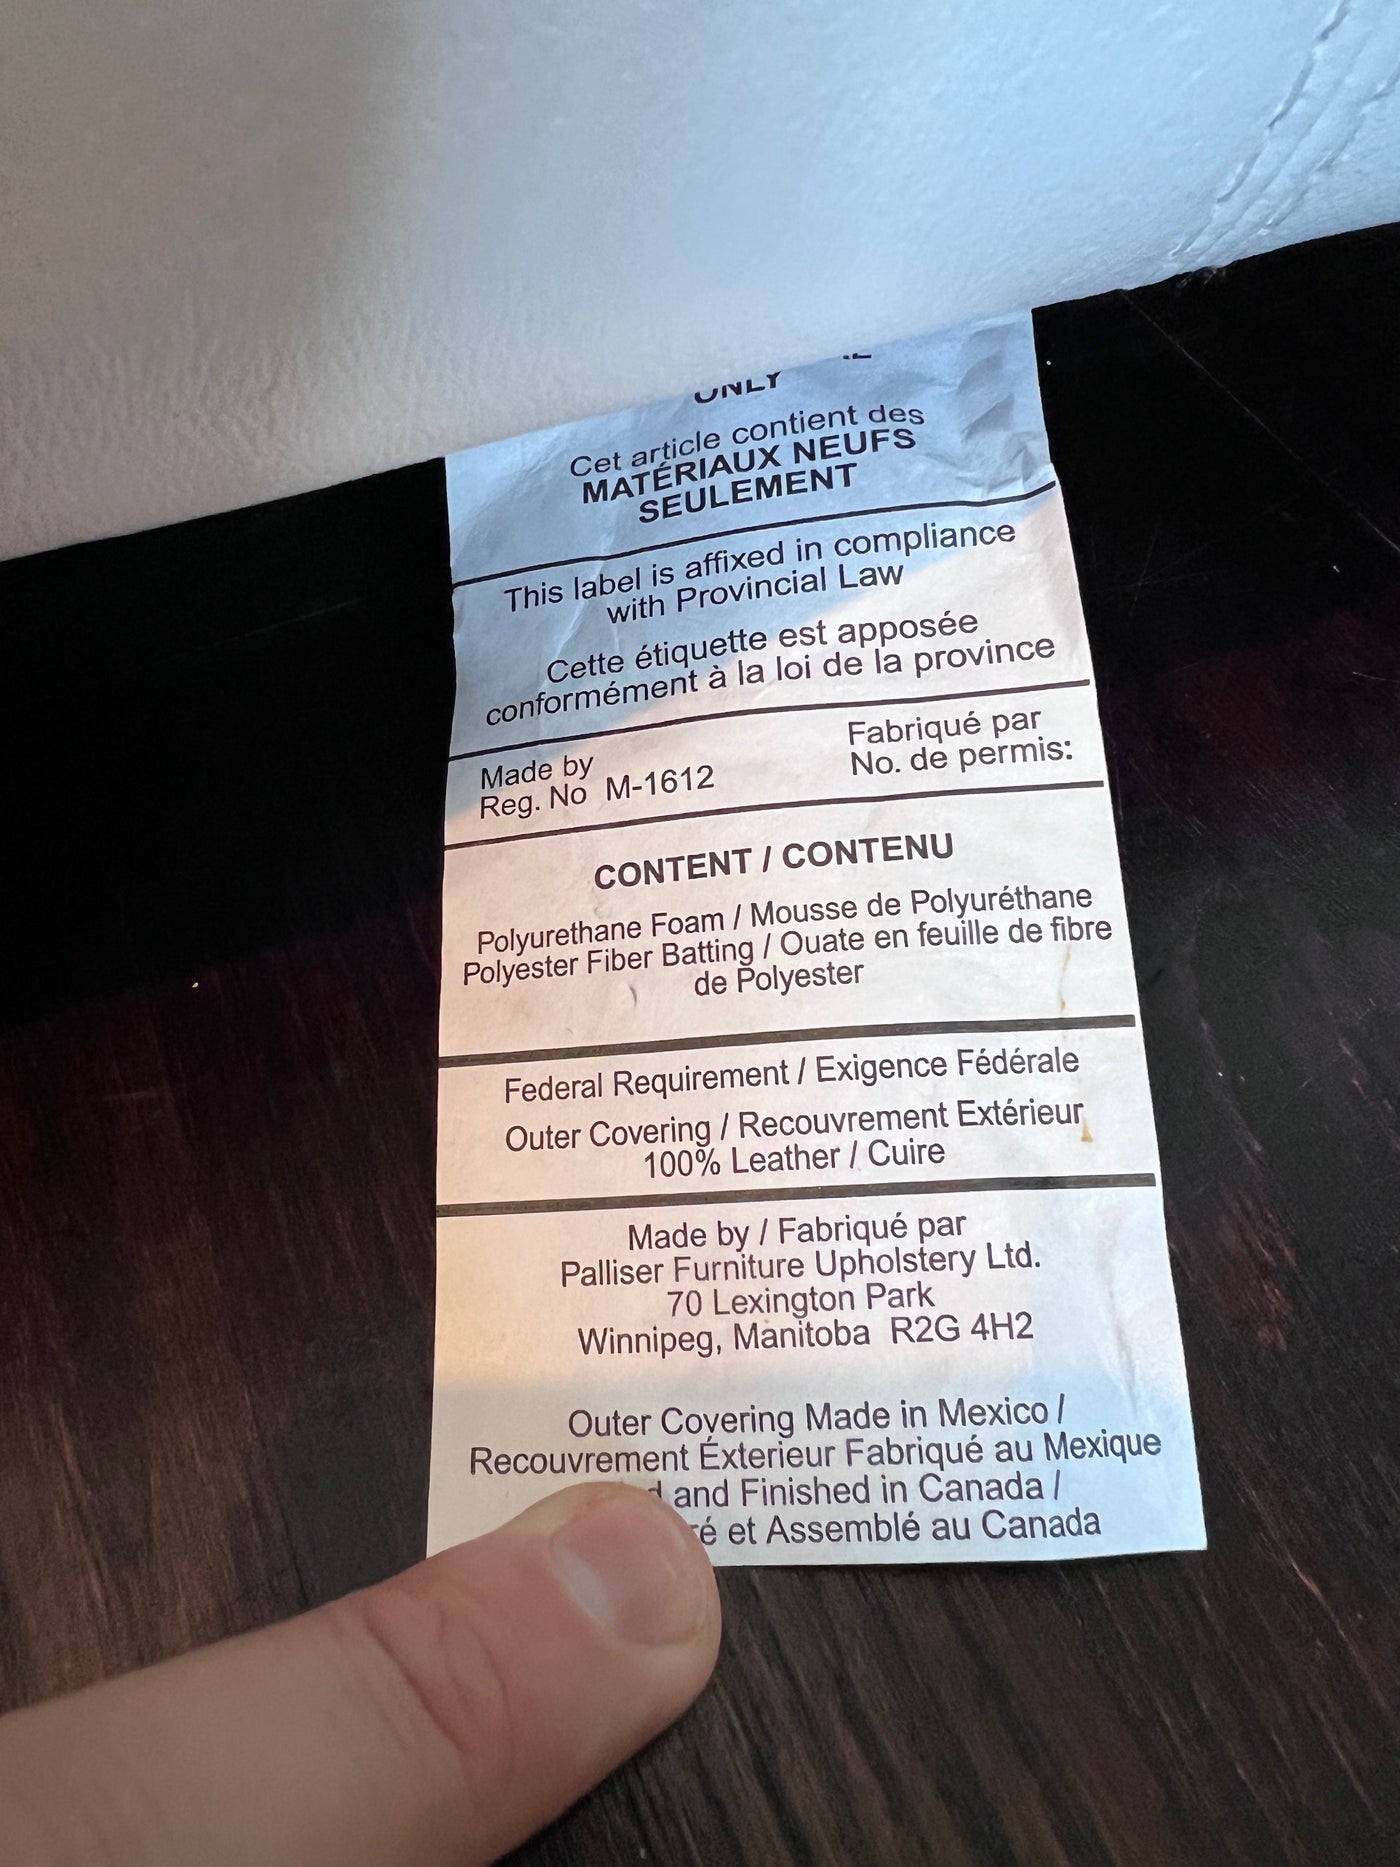 ONLY
Cet article contient des
MATÉRIAUX NEUFS
SEULEMENT
This label is affixed in compliance
with Provincial Law
Cette étiquette est apposée
conformément à la loi de la province
Made by
Reg. No M-1612
Fabriqué par
No. de permis:
CONTENT / CONTENU
Polyurethane Foam / Mousse de Polyuréthane
Polyester Fiber Batting / Ouate en feuille de fibre
de Polyester
Federal Requirement / Exigence Fédérale
Outer Covering / Recouvrement Extérieur
100% Leather / Cuire
Made by / Fabriqué par
Palliser Furniture Upholstery Ltd.
70 Lexington Park
Winnipeg, Manitoba R2G 4H2
Outer Covering Made in Mexico /
Recouvrement Éxterieur Fabriqué au Mexique
and Finished in Canada /
et Assemblé au Canada